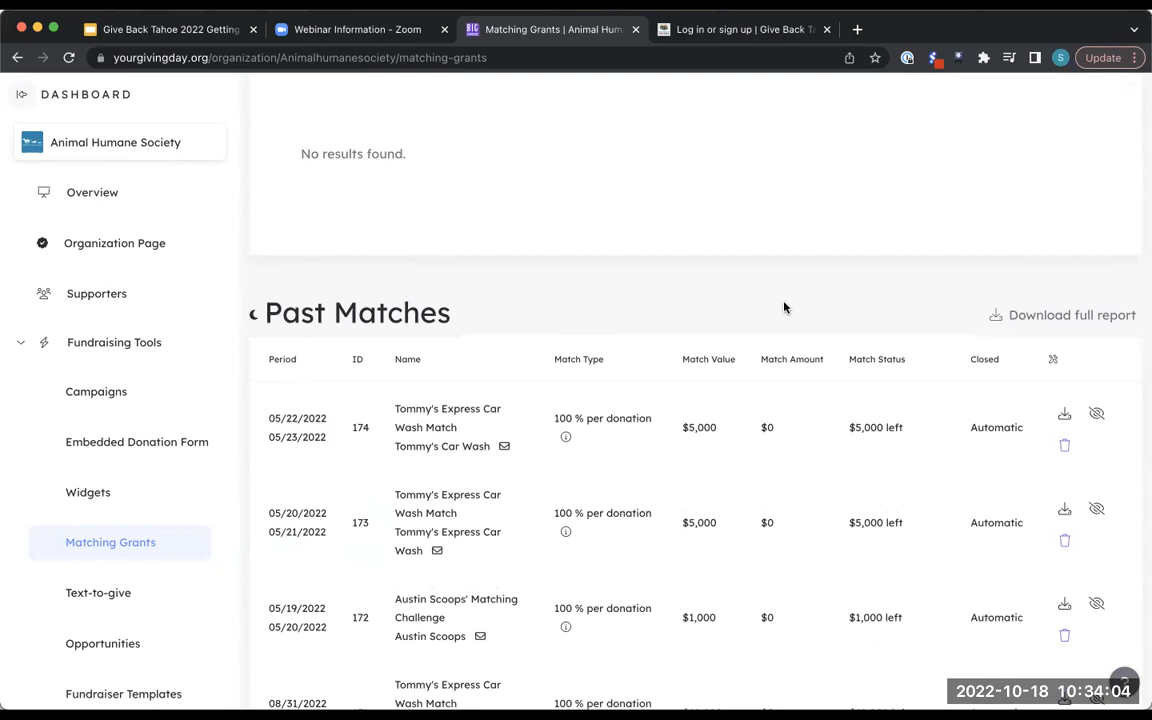 Give Back Tahoe 2022 Getting
Webinar Information - Zoom
Matching Grants | Animal Hum
Log in or sign up | Give Back Ta
yourgivingday.org/organization/Animalhumanesociety/matching-grants
S
Update
DASHBOARD
Animal Humane Society
Overview
Organization Page
Supporters
Fundraising Tools
Campaigns
Embedded Donation Form
Widgets
Matching Grants
Text-to-give
Opportunities
Fundraiser Templates
No results found.
Past Matches
Download full report
Period ID Name Match Type Match Value Match Amount Match Status Closed
05/22/2022
05/23/2022
174
Tommy's Express Car
Wash Match
Tommy's Car Wash
100 % per donation
$5,000
$0
$5,000 left
Automatic
05/20/2022
05/21/2022
173
Tommy's Express Car
Wash Match
Tommy's Express Car
Wash
100 % per donation
$5,000
$0
$5,000 left
Automatic
05/19/2022
05/20/2022
172
Austin Scoops' Matching
Challenge
Austin Scoops
100 % per donation
$1,000
$0
$1,000 left
Automatic
08/31/2022
Tommy's Express Car
Wash Match
100 % per donation
2022-10-18 10:34:04